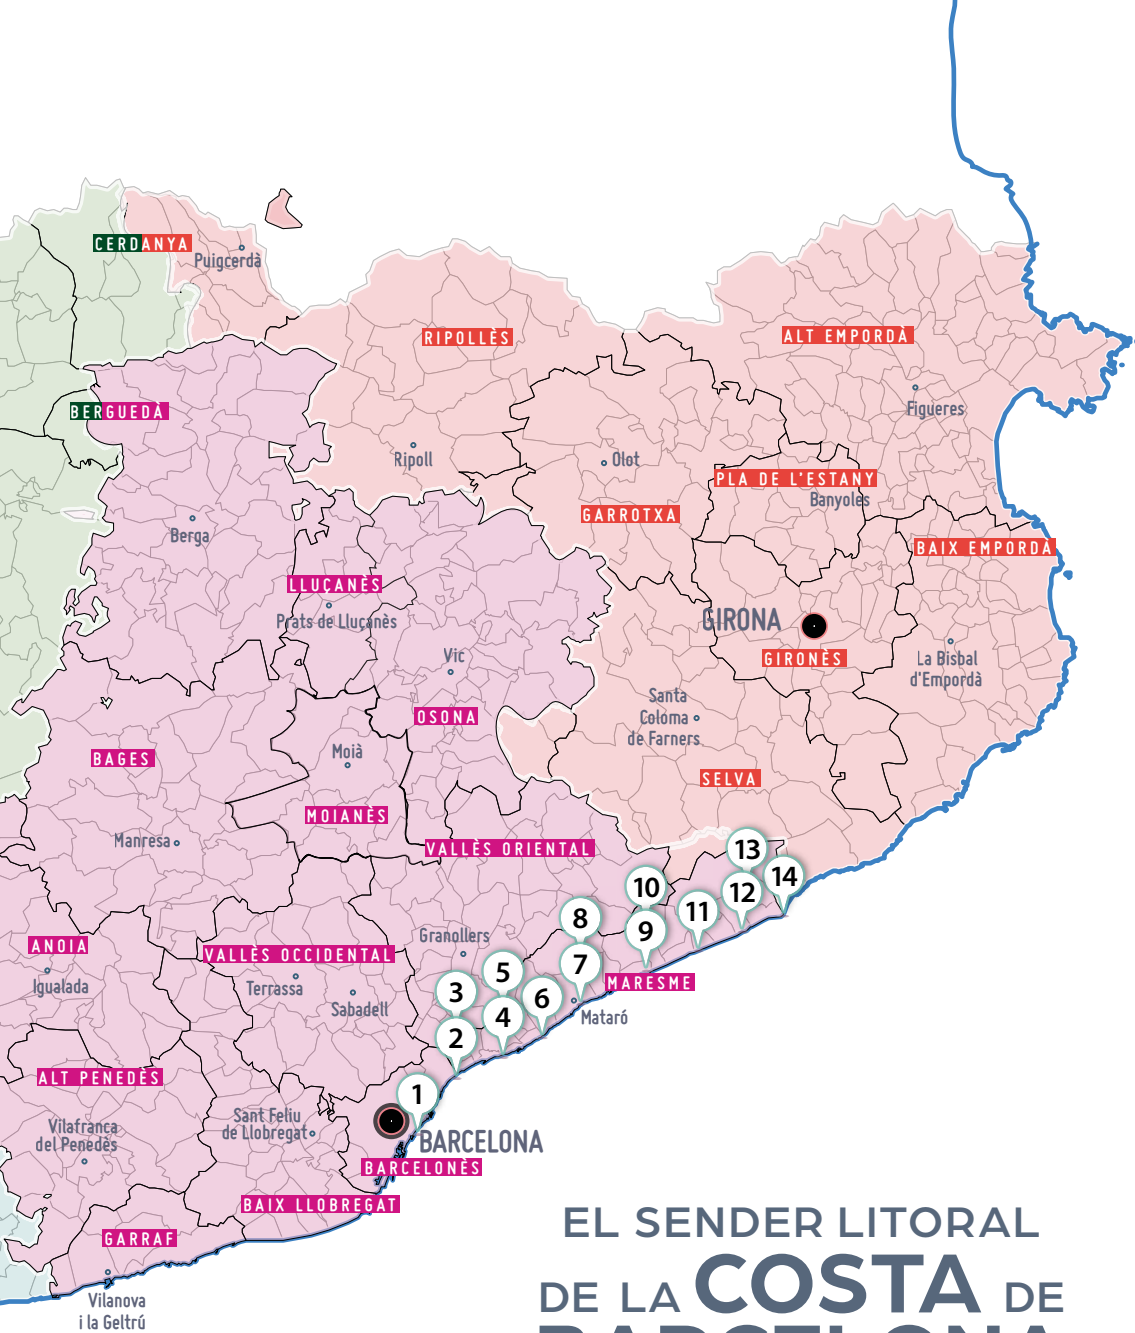 CERDANYA
Puigcerdà
RIPOLLÈS
ALT EMPORDÀ
BERGUEDÀ
Figueres
Ripoll
Olot
PLA DE L'ESTANY
Banyoles
GARROTXA
Berga
BAIX EMPORDÀ
LLUÇANÈS
Prats de Lluçanès
GIRONA
Vic
GIRONÈS
La Bisbal
d'Empordà
Santa
Coloma
de Farners
OSONA
BAGES
Moià
SELVA
MOIANÈS
Manresa
VALLÈS ORIENTAL
13
14
10
12
11
8
9
Granollers
ANOIA
VALLÈS OCCIDENTAL
5
7
MARESME
Igualada
Terrassa
3
6
Sabadell
4
Mataró
2
ALT PENEDÈS
1
Sant Feliu
de Llobregat
Vilafranca
del Penedès
BARCELONA
BARCELONÈS
BAIX LLOBREGAT
GARRAF
Vilanova
i la Geltrú
EL SENDER LITORAL
DE LA COSTA DE
BARCELONA